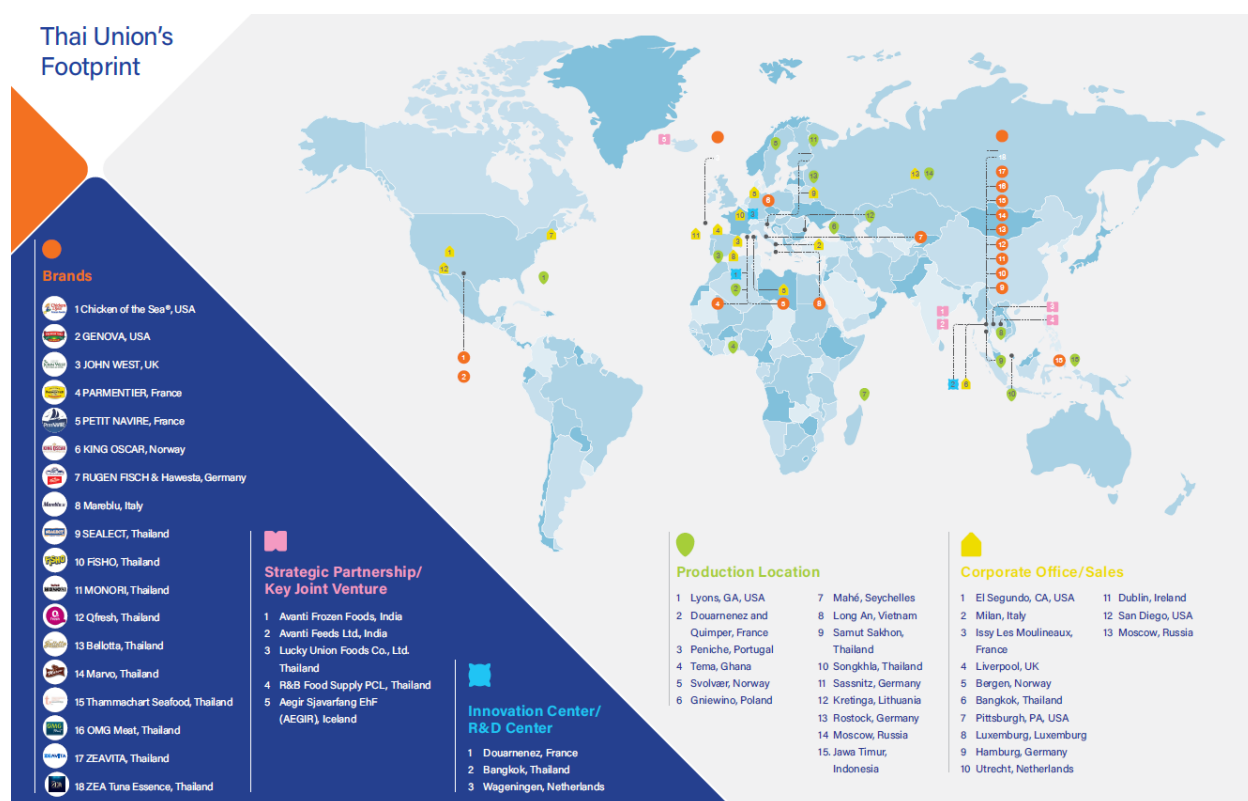 Thai Union's
Footprint
Brands
1 Chicken of the Sea®, USA
2 GENOVA, USA
3 JOHN WEST, UK
4 PARMENTIER, France
5 PETIT NAVIRE, France
6 KING OSCAR, Norway
7 RUGEN FISCH & Hawesta, Germany
8 Mareblu, Italy
9 SEALECT, Thailand
10 FiSHO, Thailand
11 MONORI, Thailand
12 Qfresh, Thailand
13 Bellotta, Thailand
14 Marvo, Thailand
15 Thammachart Seafood, Thailand
16 OMG Meat, Thailand
17 ZEAVITA, Thailand
18 ZEA Tuna Essence, Thailand
Strategic Partnership/
Key Joint Venture
1 Avanti Frozen Foods, India
2 Avanti Feeds Ltd., India
3 Lucky Union Foods Co., Ltd.
Thailand
4 R&B Food Supply PCL, Thailand
5 Aegir Sjavarfang EhF
(AEGIR), Iceland
Innovation Center/
R&D Center
1 Douarnenez, France
2 Bangkok, Thailand
3 Wageningen, Netherlands
Production Location
1 Lyons, GA, USA
2 Douarnenez and
Quimper, France
3 Peniche, Portugal
4 Tema, Ghana
5 Svolvær, Norway
6 Gniewino, Poland
7 Mahé, Seychelles
8 Long An, Vietnam
9 Samut Sakhon,
Thailand
10 Songkhla, Thailand
11 Sassnitz, Germany
12 Kretinga, Lithuania
13 Rostock, Germany
14 Moscow, Russia
15. Jawa Timur,
Indonesia
Corporate Office/Sales
1 El Segundo, CA, USA
2 Milan, Italy
3 Issy Les Moulineaux,
France
4 Liverpool, UK
5 Bergen, Norway
6 Bangkok, Thailand
7 Pittsburgh, PA, USA
8 Luxemburg, Luxemburg
9 Hamburg, Germany
10 Utrecht, Netherlands
11 Dublin, Ireland
12 San Diego, USA
13 Moscow, Russia